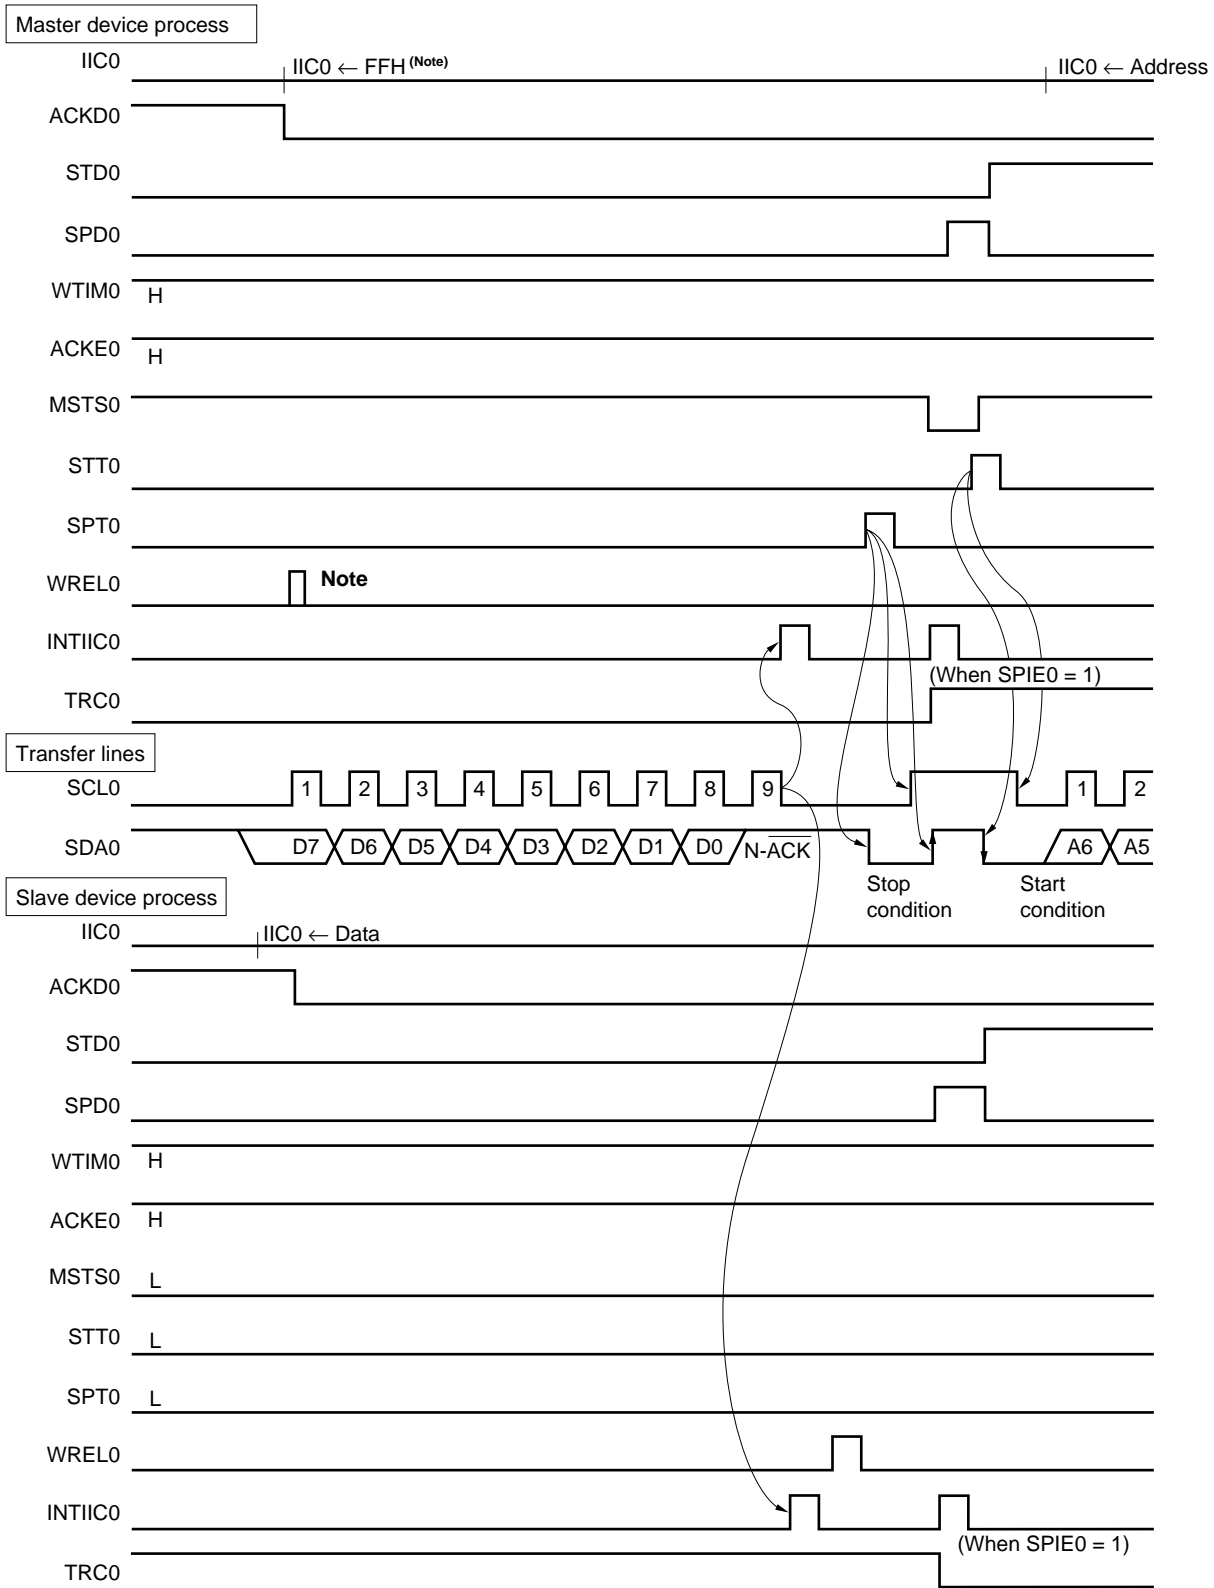 Master device process
IIC0 IIC0 ← FFH (Note) IIC0 ← Address
ACKD0
STD0
SPD0
WTIM0 H
ACKE0 H
MSTS0
STT0
SPT0
WREL0 Note
INTIIC0
(When SPIE0 = 1)
TRC0
Transfer lines
SCL0 1 2 3 4 5 6 7 8 9 1 2
SDA0 D7 D6 D5 D4 D3 D2 D1 D0 N-ACK A6 A5
Stop condition Start condition
Slave device process
IIC0 IIC0 ← Data
ACKD0
STD0
SPD0
WTIM0 H
ACKE0 H
MSTS0 L
STT0 L
SPT0 L
WREL0
INTIIC0
(When SPIE0 = 1)
TRC0